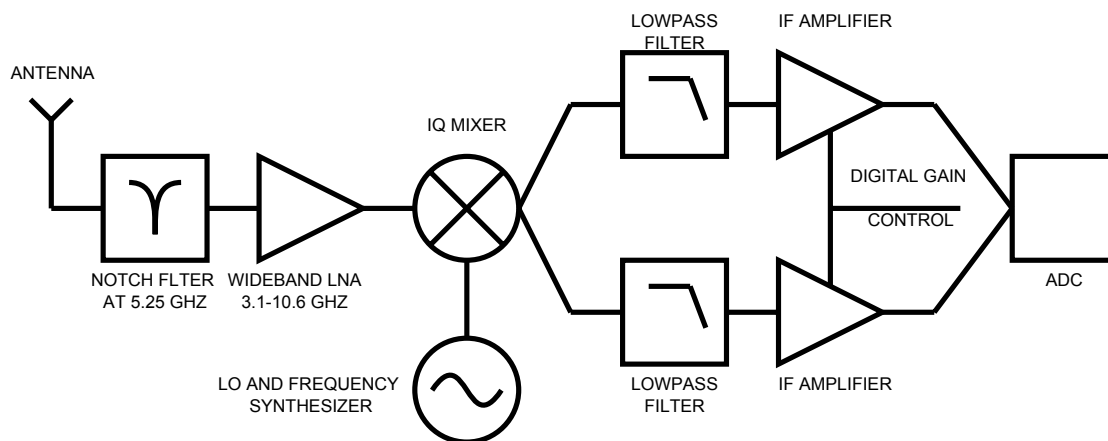 LOWPASS
FILTER
IF AMPLIFIER
ANTENNA
IQ MIXER
DIGITAL GAIN
CONTROL
NOTCH FLTER
AT 5.25 GHZ
WIDEBAND LNA
3.1-10.6 GHZ
ADC
LO AND FREQUENCY
SYNTHESIZER
LOWPASS
FILTER
IF AMPLIFIER